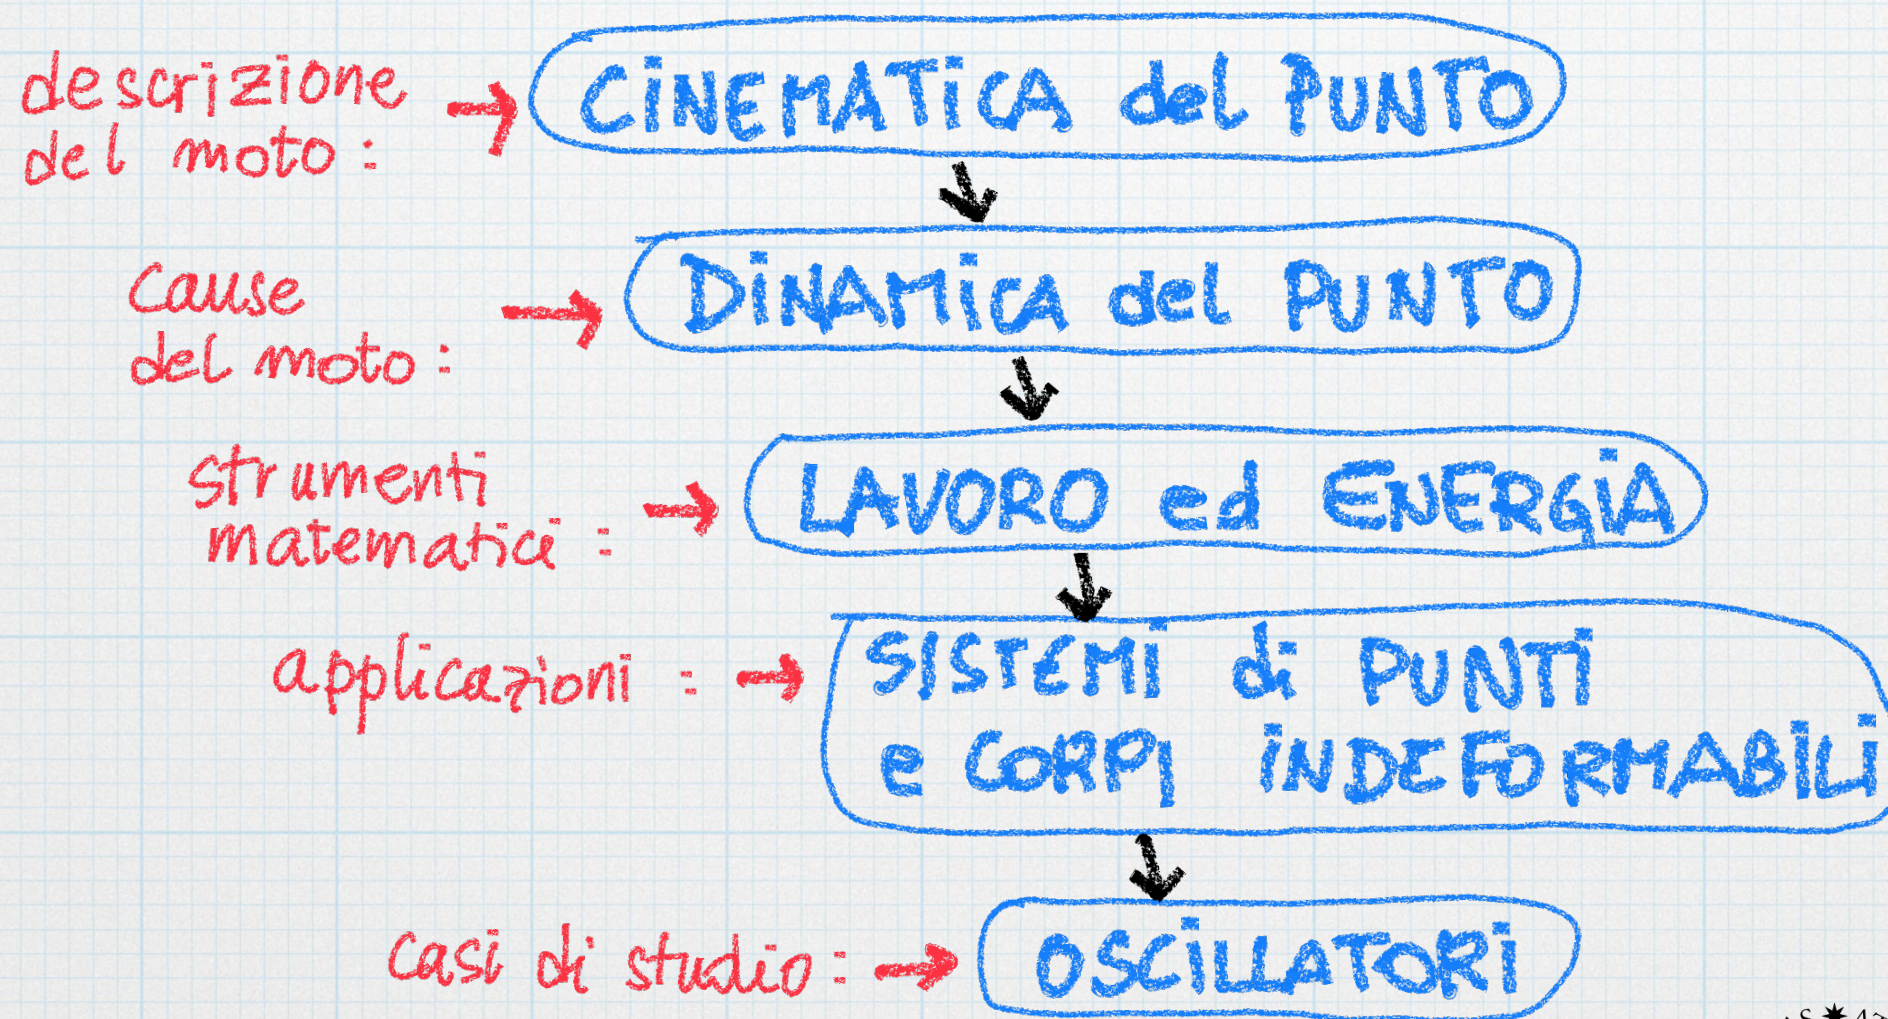 descrizione
del moto :
CiNEMATiCA del PUNTO
Cause
del moto :
DiNAMiCA del PUNTO
strumenti
matematici :
LAVORO ed ENERGiA
applicazioni :
SISTEMi di PUNTi
e CORPI iNDEFORMABiLi
Casi di studio :
OSCiLLATORi